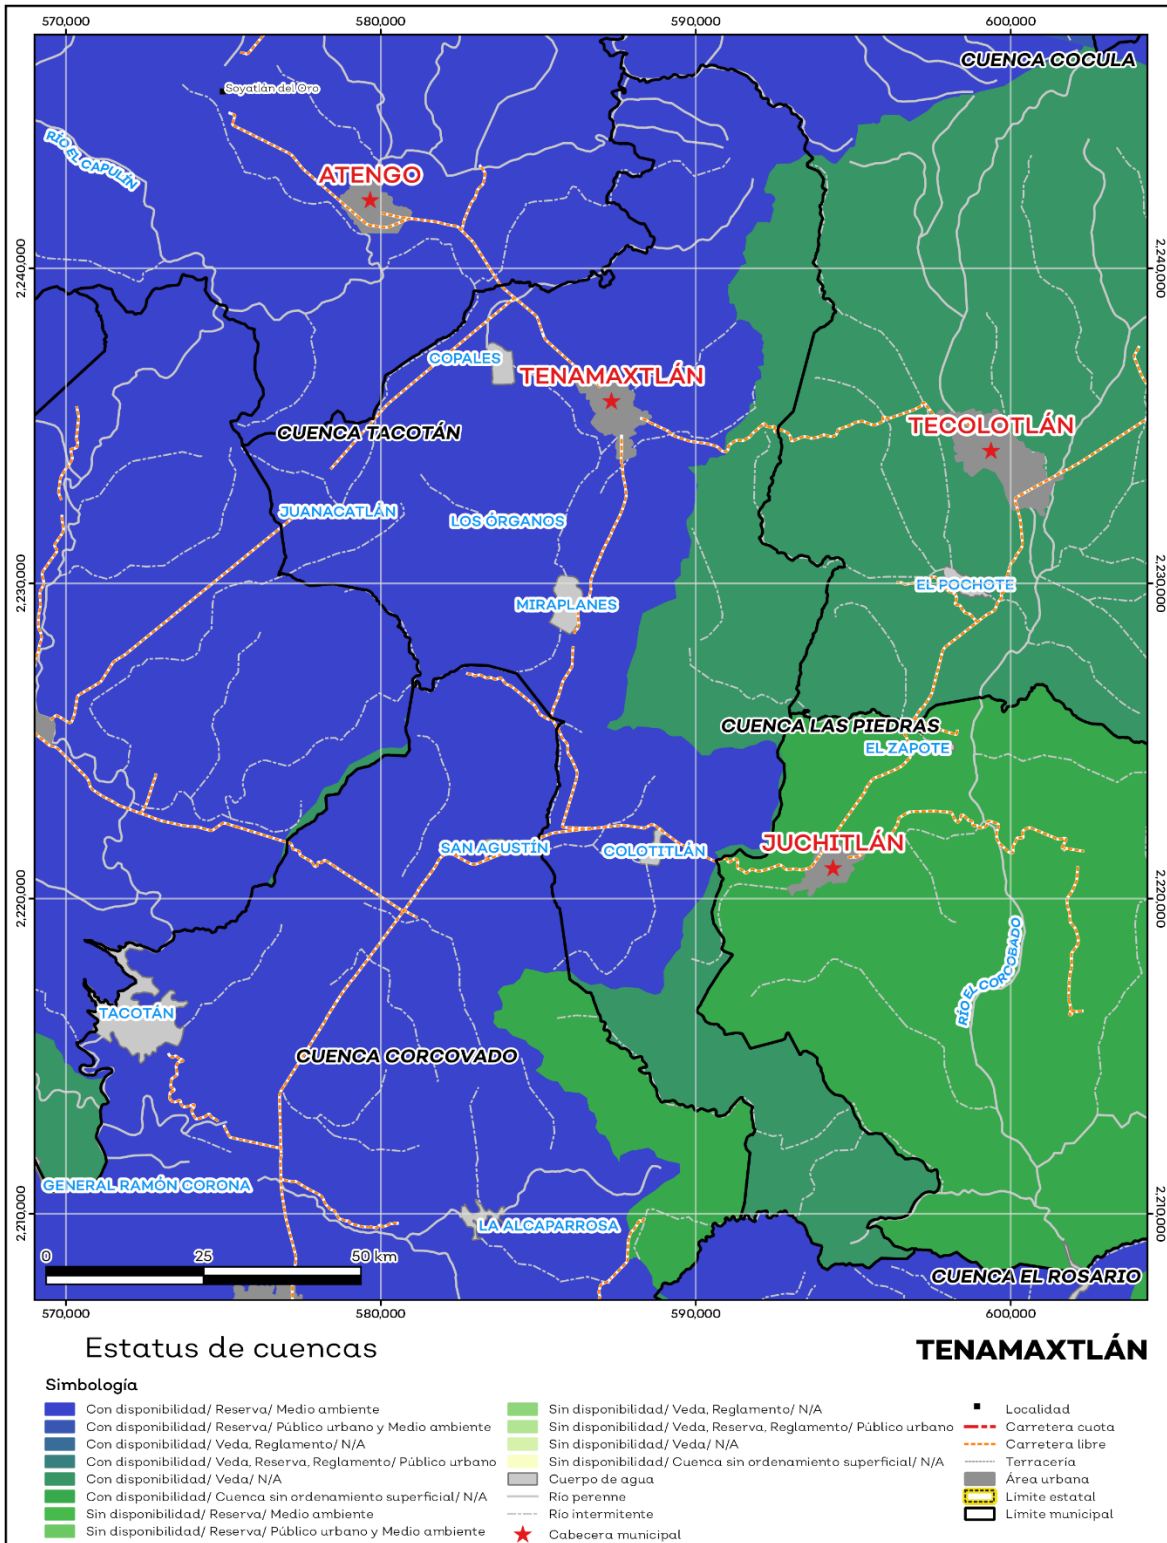 570,000
580,000
590,000
600,000
CUENCA COCULA
Soyatlán del Oro
RÍO EL CAPULÍN
ATENGO
2,240,000
2,240,000
COPALES
TENAMAXTLÁN
TECOLOTLÁN
CUENCA TACOTÁN
JUANACATLÁN
LOS ÓRGANOS
2,230,000
2,230,000
EL POCHOTE
MIRAPLANES
CUENCA LAS PIEDRAS
EL ZAPOTE
SAN AGUSTÍN
COLOTITLÁN
JUCHITLÁN
2,220,000
2,220,000
RÍO EL CORCOBADO
TACOTÁN
CUENCA CORCOVADO
GENERAL RAMÓN CORONA
2,210,000
2,210,000
LA ALCAPARROSA
0 25 50 km
CUENCA EL ROSARIO
570,000
580,000
590,000
600,000
Estatus de cuencas
TENAMAXTLÁN
Simbología
Con disponibilidad/ Reserva/ Medio ambiente
Con disponibilidad/ Reserva/ Público urbano y Medio ambiente
Con disponibilidad/ Veda, Reglamento/ N/A
Con disponibilidad/ Veda, Reserva, Reglamento/ Público urbano
Con disponibilidad/ Veda/ N/A
Con disponibilidad/ Cuenca sin ordenamiento superficial/ N/A
Sin disponibilidad/ Reserva/ Medio ambiente
Sin disponibilidad/ Reserva/ Público urbano y Medio ambiente
Sin disponibilidad/ Veda, Reglamento/ N/A
Sin disponibilidad/ Veda, Reserva, Reglamento/ Público urbano
Sin disponibilidad/ Veda/ N/A
Sin disponibilidad/ Cuenca sin ordenamiento superficial/ N/A
Cuerpo de agua
Río perenne
Río intermitente
Cabecera municipal
Localidad
Carretera cuota
Carretera libre
Terracería
Área urbana
Límite estatal
Límite municipal